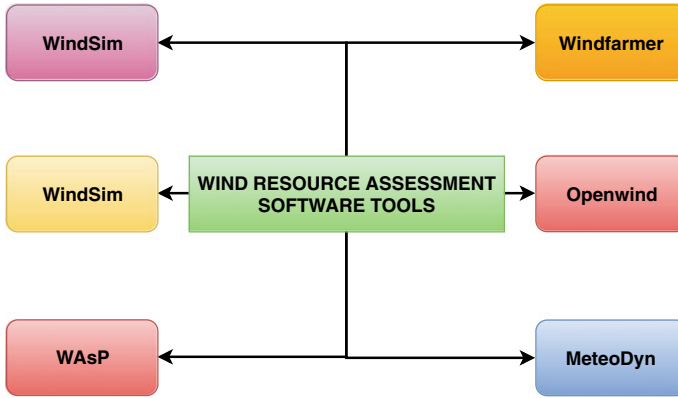 WindSim
Windfarmer
WindSim
WIND RESOURCE ASSESSMENT
SOFTWARE TOOLS
Openwind
WAsP
MeteoDyn